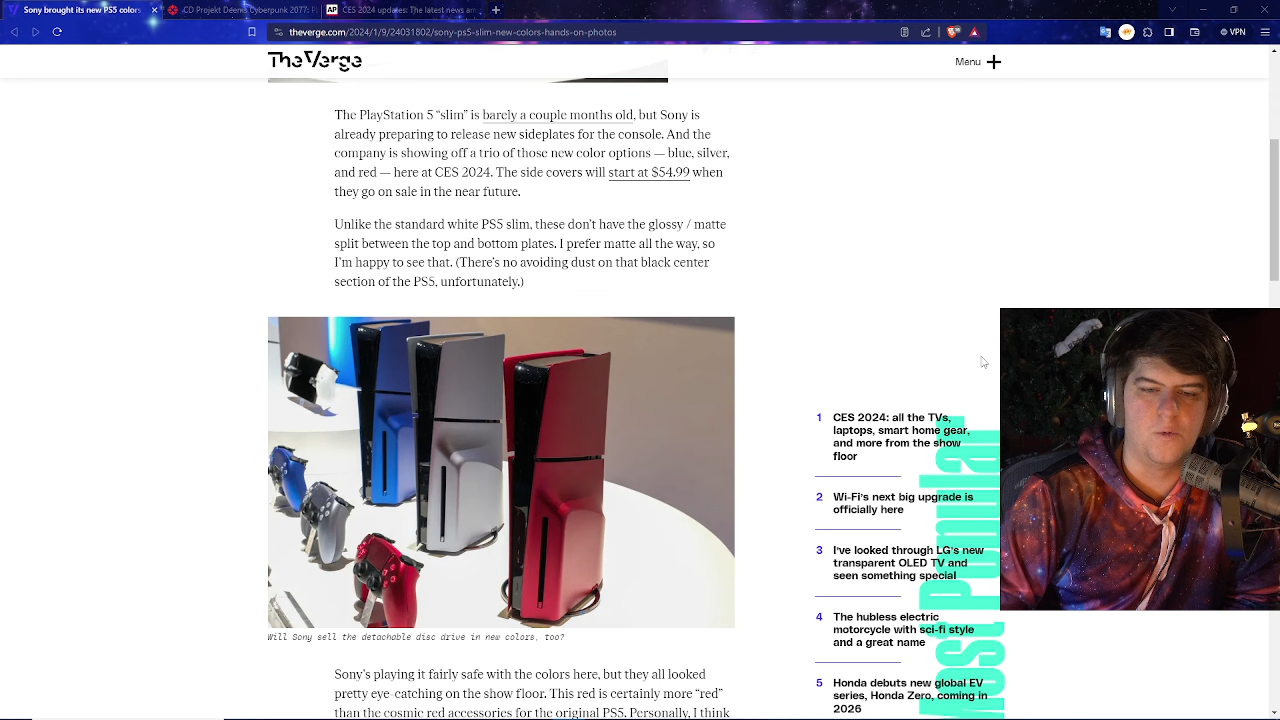 Sony brought its new PS5 colors
CD Projekt Demos Cyberpunk 2077: P
CES 2024 updates: The latest news an
theverge.com/2024/1/9/24031802/sony-ps5-slim-new-colors-hands-on-photos
VPN
The Verge
Menu
The PlayStation 5 “slim” is barely a couple months old, but Sony is
already preparing to release new sideplates for the console. And the
company is showing off a trio of those new color options — blue, silver,
and red — here at CES 2024. The side covers will start at $54.99 when
they go on sale in the near future.
Unlike the standard white PS5 slim, these don’t have the glossy / matte
split between the top and bottom plates. I prefer matte all the way, so
I’m happy to see that. (There’s no avoiding dust on that black center
section of the PS5, unfortunately.)
Will Sony sell the detachable disc drive in new colors, too?
Sony’s playing it fairly safe with the colors here, but they all looked
pretty eye-catching on the show floor. This red is certainly more “red”
than the cosmic red accessories for the original PS5. Personally, I think
Most Popular
1 CES 2024: all the TVs,
laptops, smart home gear,
and more from the show
floor
2 Wi-Fi’s next big upgrade is
officially here
3 I’ve looked through LG’s new
transparent OLED TV and
seen something special
4 The hubless electric
motorcycle with sci-fi style
and a great name
5 Honda debuts new global EV
series, Honda Zero, coming in
2026